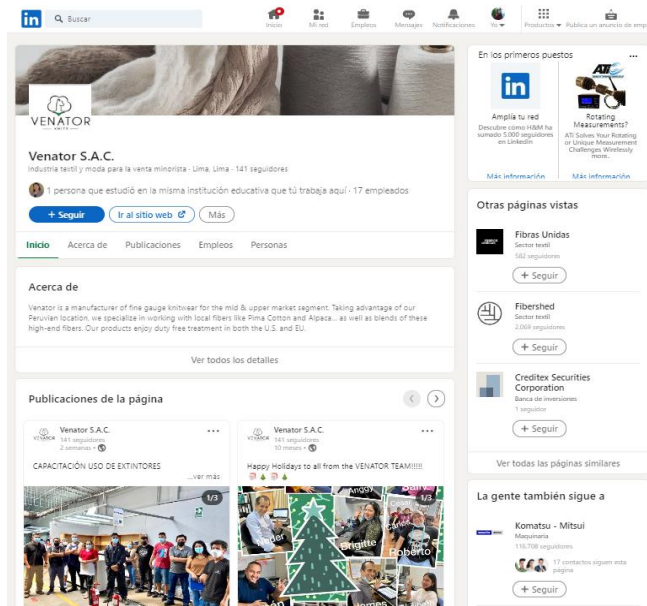 in
Buscar
Inicio
Mi red
Empleos
Mensajes
Notificaciones
Yo
Productos
Publica un anuncio de emp
VENATOR
KNITS
Venator S.A.C.
Industria textil y moda para la venta minorista · Lima, Lima · 141 seguidores
1 persona que estudió en la misma institución educativa que tú trabaja aquí · 17 empleados
+ Seguir
Ir al sitio web
Más
Inicio
Acerca de
Publicaciones
Empleos
Personas
Acerca de
Venator is a manufacturer of fine gauge knitwear for the mid & upper market segment. Taking advantage of our
Peruvian location, we specialize in working with local fibers like Pima Cotton and Alpaca... as well as blends of these
high-end fibers. Our products enjoy duty free treatment in both the U.S. and EU.
Ver todos los detalles
Publicaciones de la página
VENATOR
Venator S.A.C.
141 seguidores
2 semanas
CAPACITACIÓN USO DE EXTINTORES
...ver más
1/3
VENATOR
Venator S.A.C.
141 seguidores
10 meses
Happy Holidays to all from the VENATOR TEAM!!!!!
1/3
Anggy
Brigitte
Roberto
James
En los primeros puestos
...
in
Amplía tu red
Descubre cómo H&M ha
sumado 5.000 seguidores
en LinkedIn
Más información
ATi
Rotating
Measurements?
ATi Solves Your Rotating
or Unique Measurement
Challenges Wirelessly
more..
Más información
Otras páginas vistas
Fibras Unidas
Sector textil
582 seguidores
+ Seguir
Fibershed
Sector textil
2,069 seguidores
+ Seguir
Creditex Securities
Corporation
Banca de inversiones
1 seguidor
+ Seguir
Ver todas las páginas similares
La gente también sigue a
Komatsu - Mitsui
Maquinaria
116,708 seguidores
17 contactos siguen esta
página
+ Seguir